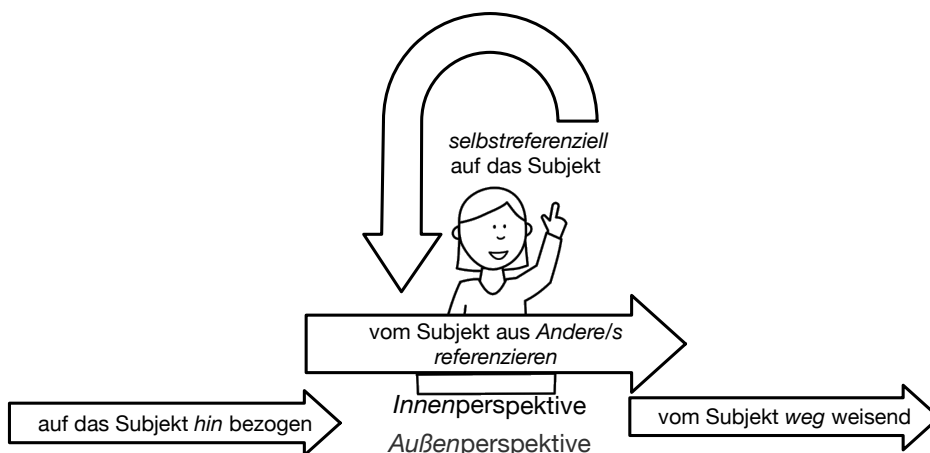 selbstreferenziell
auf das Subjekt
vom Subjekt aus Andere/s
referenzieren
Innenperspektive
auf das Subjekt hin bezogen
vom Subjekt weg weisend
Außenperspektive